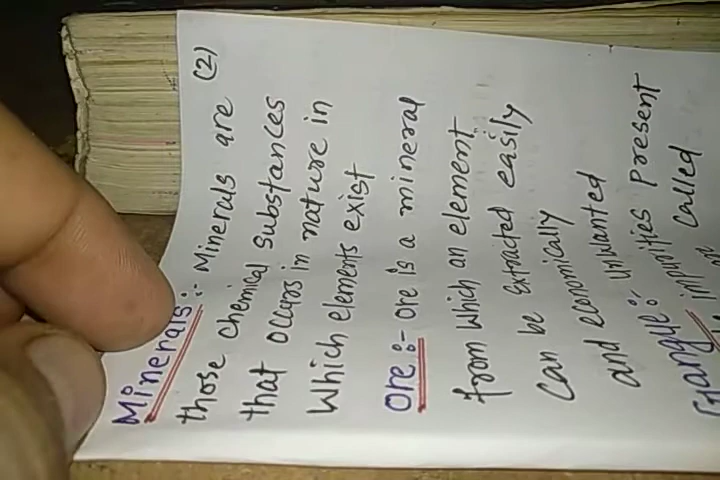 (2)
Minerals:- Minerals are
those chemical substances
that occurs in nature in
Which elements exist
Ore:- Ore is a mineral
from which an element
can be extracted easily
and economically
Gangue:- unwanted
impurities present
called